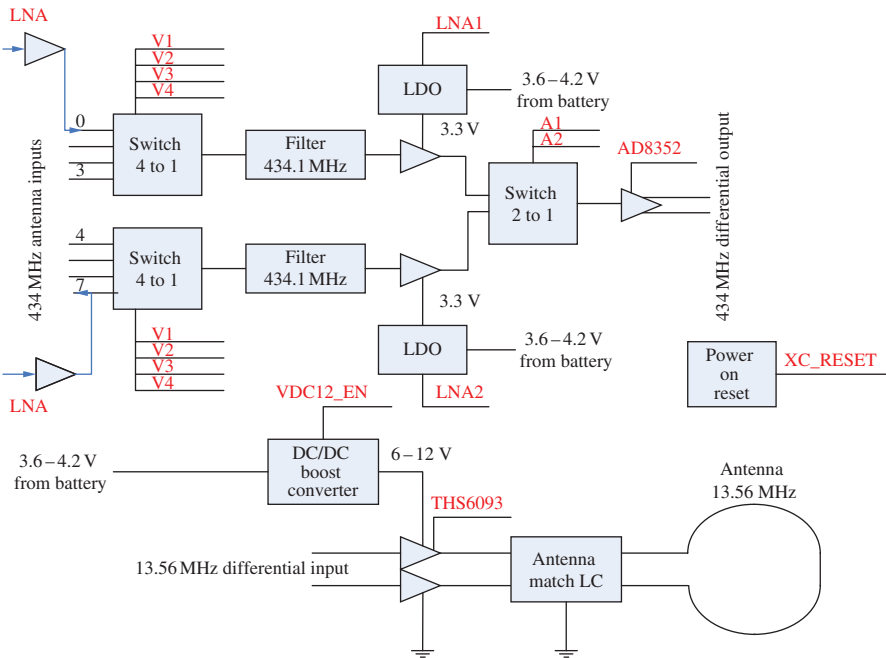 LNA
V1
V2
V3
V4
0
3
Switch
4 to 1
Filter
434.1 MHz
LNA1
LDO
3.6–4.2 V
from battery
3.3 V
A1
A2
Switch
2 to 1
AD8352
434 MHz antenna inputs
434 MHz differential output
4
7
Switch
4 to 1
Filter
434.1 MHz
3.3 V
LDO
3.6–4.2 V
from battery
LNA2
V1
V2
V3
V4
LNA
Power
on
reset
XC_RESET
VDC12_EN
3.6–4.2 V
from battery
DC/DC
boost
converter
6–12 V
THS6093
13.56 MHz differential input
Antenna
match LC
Antenna
13.56 MHz